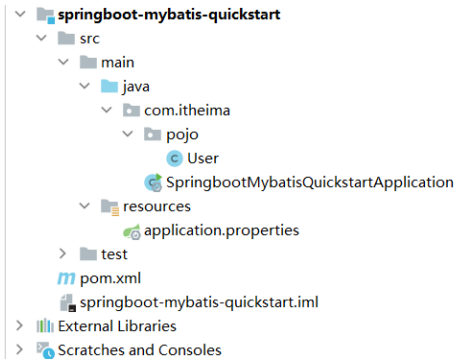 springboot-mybatis-quickstart
src
main
java
com.itheima
pojo
C User
C SpringbootMybatisQuickstartApplication
resources
application.properties
test
m pom.xml
springboot-mybatis-quickstart.iml
External Libraries
Scratches and Consoles